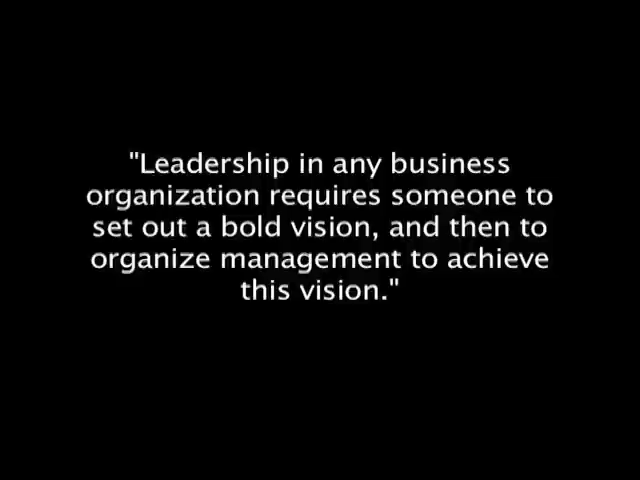 "Leadership in any business
organization requires someone to
set out a bold vision, and then to
organize management to achieve
this vision."